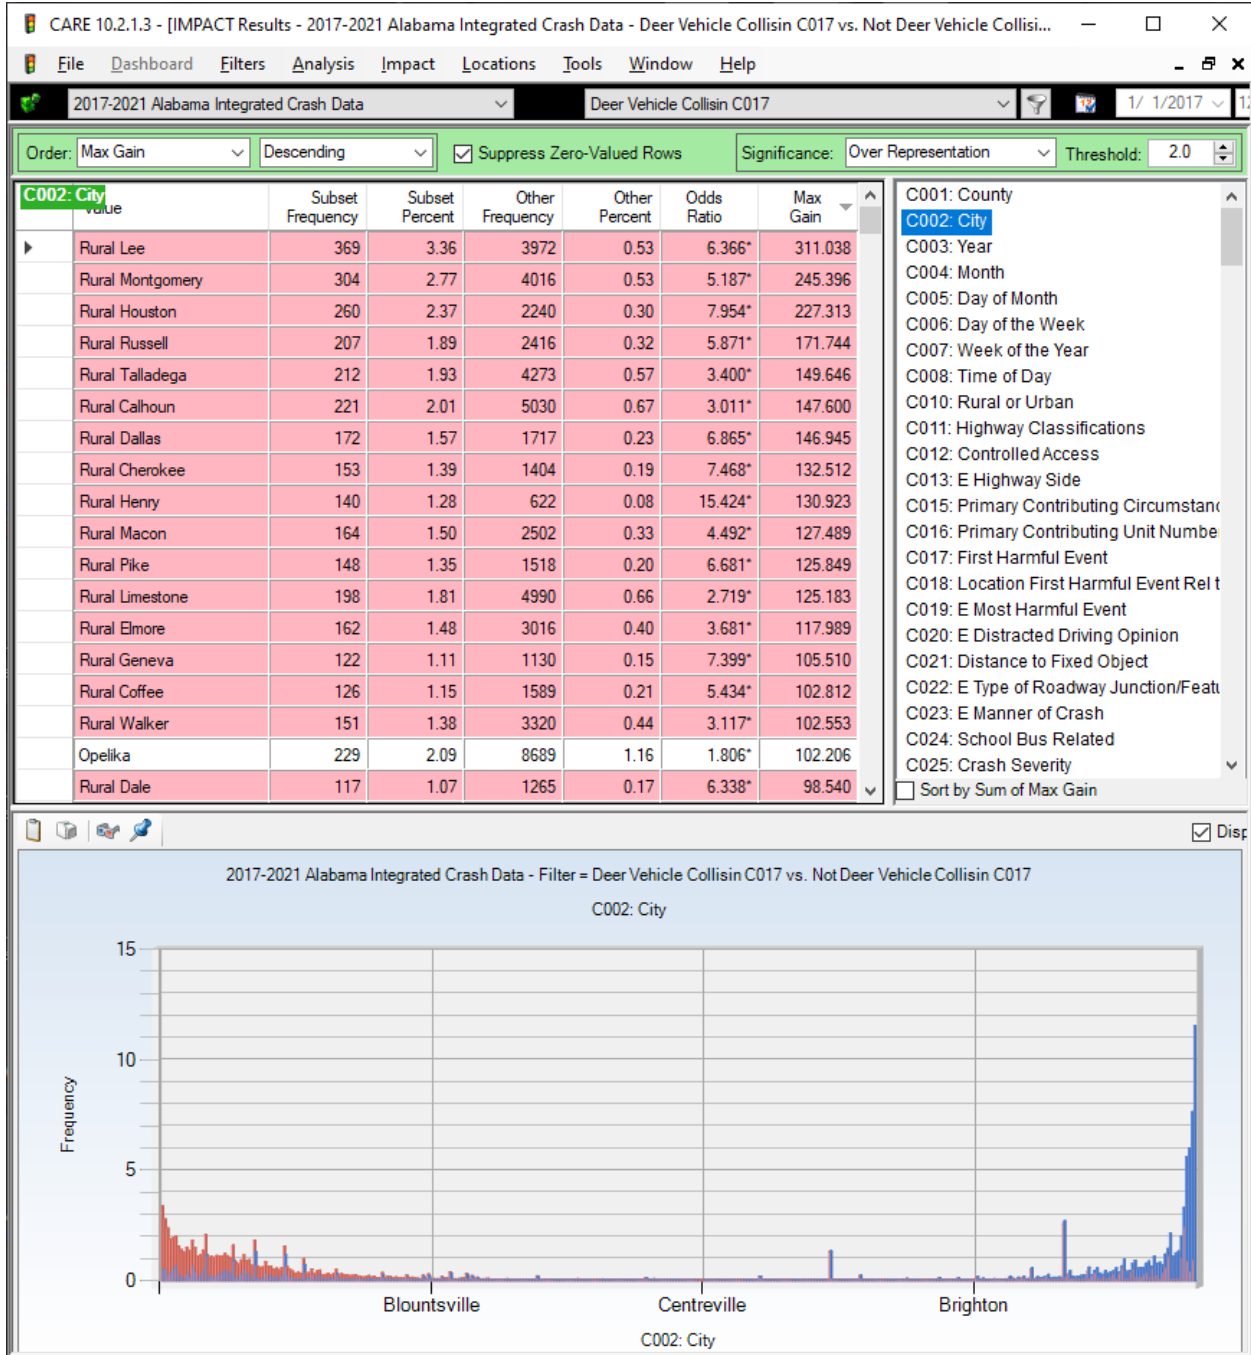 CARE 10.2.1.3 - [IMPACT Results - 2017-2021 Alabama Integrated Crash Data - Deer Vehicle Collisin C017 vs. Not Deer Vehicle Collisi...
File Dashboard Filters Analysis Impact Locations Tools Window Help
2017-2021 Alabama Integrated Crash Data Deer Vehicle Collisin C017 1/ 1/2017
Order: Max Gain Descending Suppress Zero-Valued Rows Significance: Over Representation Threshold: 2.0
C002: City Value Subset Frequency Subset Percent Other Frequency Other Percent Odds Ratio Max Gain
Rural Lee 369 3.36 3972 0.53 6.366* 311.038
Rural Montgomery 304 2.77 4016 0.53 5.187* 245.396
Rural Houston 260 2.37 2240 0.30 7.954* 227.313
Rural Russell 207 1.89 2416 0.32 5.871* 171.744
Rural Talladega 212 1.93 4273 0.57 3.400* 149.646
Rural Calhoun 221 2.01 5030 0.67 3.011* 147.600
Rural Dallas 172 1.57 1717 0.23 6.865* 146.945
Rural Cherokee 153 1.39 1404 0.19 7.468* 132.512
Rural Henry 140 1.28 622 0.08 15.424* 130.923
Rural Macon 164 1.50 2502 0.33 4.492* 127.489
Rural Pike 148 1.35 1518 0.20 6.681* 125.849
Rural Limestone 198 1.81 4990 0.66 2.719* 125.183
Rural Elmore 162 1.48 3016 0.40 3.681* 117.989
Rural Geneva 122 1.11 1130 0.15 7.399* 105.510
Rural Coffee 126 1.15 1589 0.21 5.434* 102.812
Rural Walker 151 1.38 3320 0.44 3.117* 102.553
Opelika 229 2.09 8689 1.16 1.806* 102.206
Rural Dale 117 1.07 1265 0.17 6.338* 98.540
C001: County
C002: City
C003: Year
C004: Month
C005: Day of Month
C006: Day of the Week
C007: Week of the Year
C008: Time of Day
C010: Rural or Urban
C011: Highway Classifications
C012: Controlled Access
C013: E Highway Side
C015: Primary Contributing Circumstanc
C016: Primary Contributing Unit Numbe
C017: First Harmful Event
C018: Location First Harmful Event Rel t
C019: E Most Harmful Event
C020: E Distracted Driving Opinion
C021: Distance to Fixed Object
C022: E Type of Roadway Junction/Featu
C023: E Manner of Crash
C024: School Bus Related
C025: Crash Severity
Sort by Sum of Max Gain
Disp
2017-2021 Alabama Integrated Crash Data - Filter = Deer Vehicle Collisin C017 vs. Not Deer Vehicle Collisin C017
C002: City
15
10
5
0
Frequency
Blountsville Centreville Brighton
C002: City